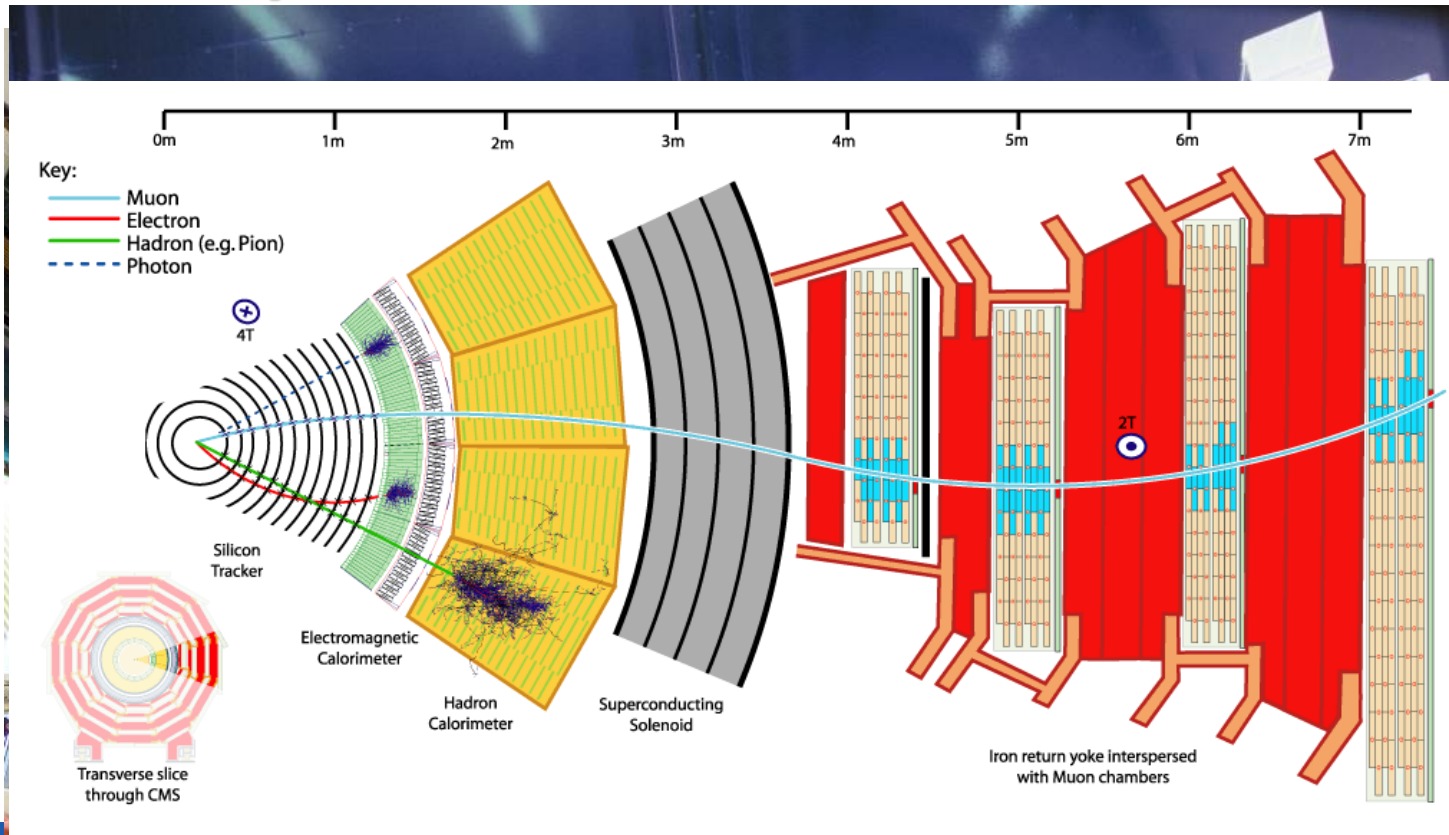 0m 1m 2m 3m 4m 5m 6m 7m
Key:
Muon
Electron
Hadron (e.g. Pion)
Photon
4T
2T
Silicon
Tracker
Electromagnetic
Calorimeter
Hadron
Calorimeter
Superconducting
Solenoid
Iron return yoke interspersed
with Muon chambers
Transverse slice
through CMS